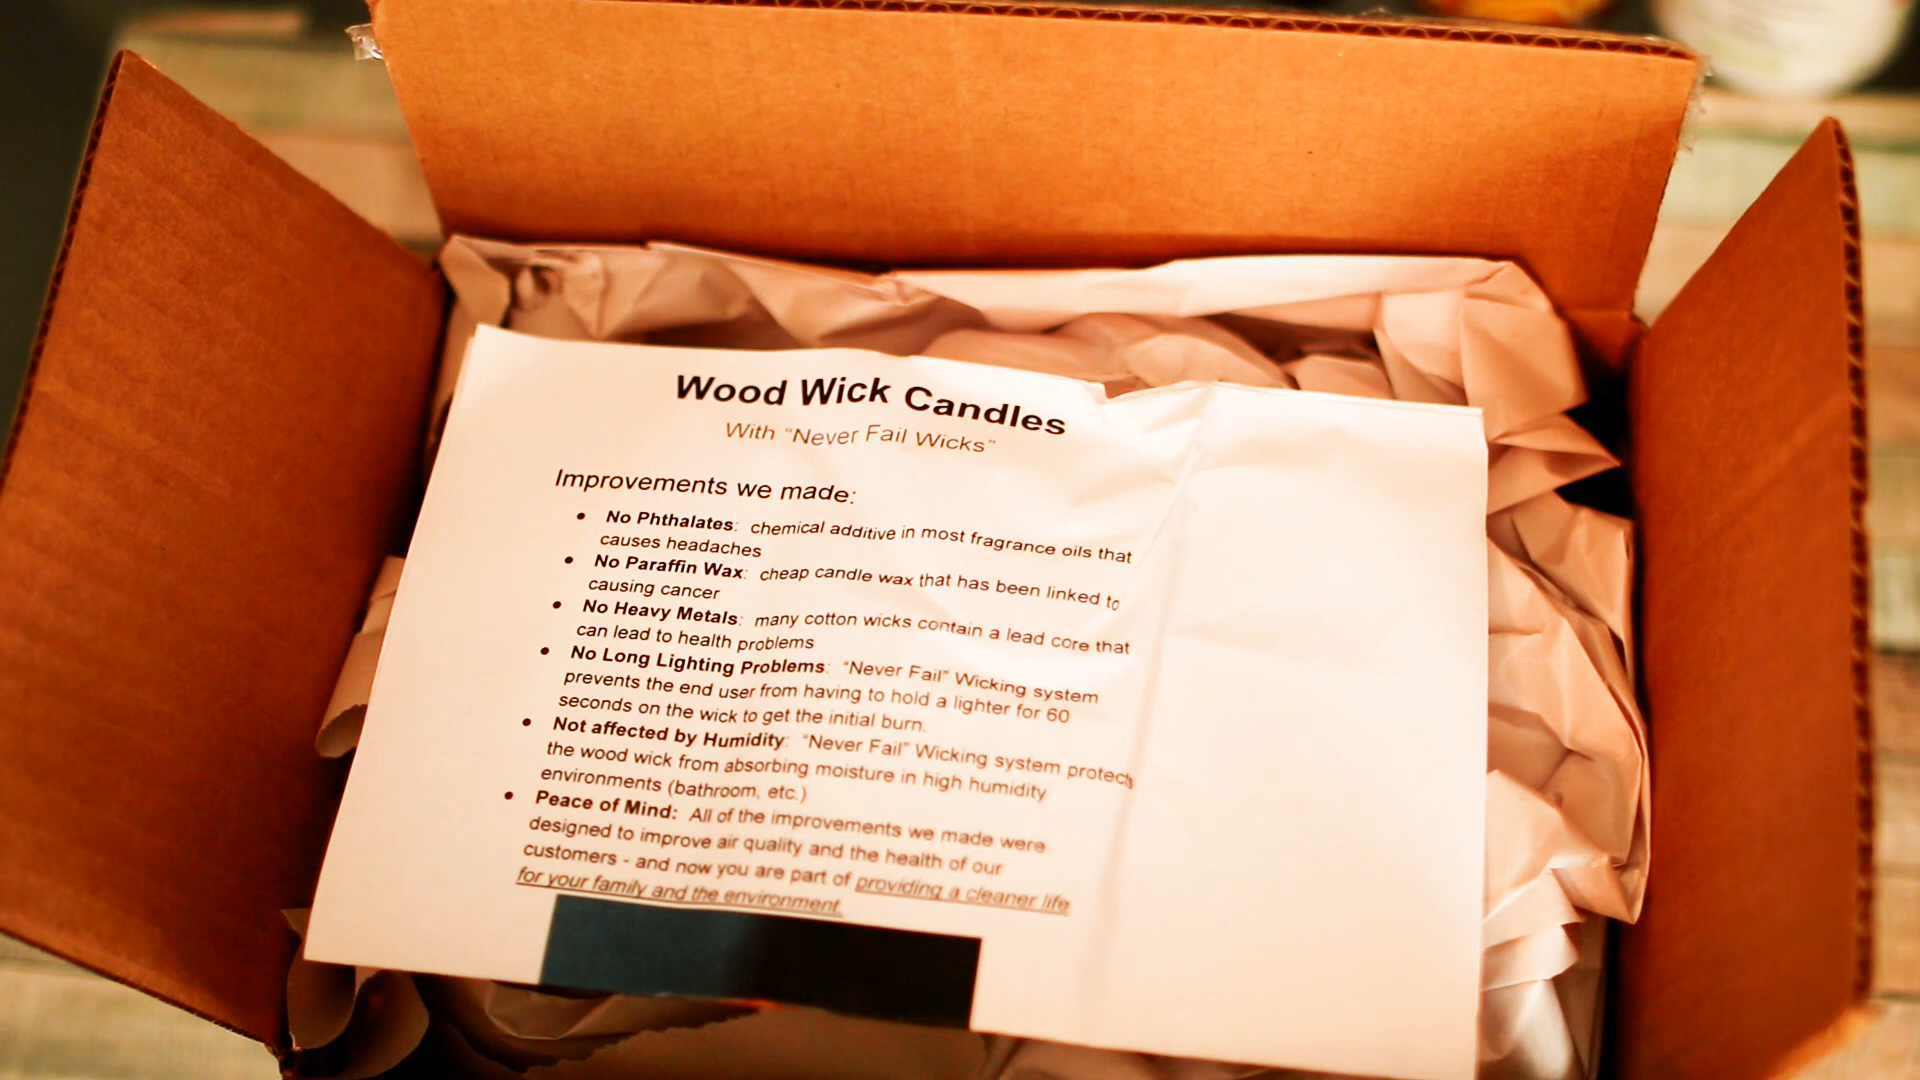 Wood Wick Candles
With “Never Fail Wicks”
Improvements we made:
• No Phthalates: chemical additive in most fragrance oils that
causes headaches
• No Paraffin Wax: cheap candle wax that has been linked to
causing cancer
• No Heavy Metals: many cotton wicks contain a lead core that
can lead to health problems
• No Long Lighting Problems: “Never Fail” Wicking system
prevents the end user from having to hold a lighter for 60
seconds on the wick to get the initial burn.
• Not affected by Humidity: “Never Fail” Wicking system protects
the wood wick from absorbing moisture in high humidity
environments (bathroom, etc.)
• Peace of Mind: All of the improvements we made were
designed to improve air quality and the health of our
customers - and now you are part of providing a cleaner life
for your family and the environment.